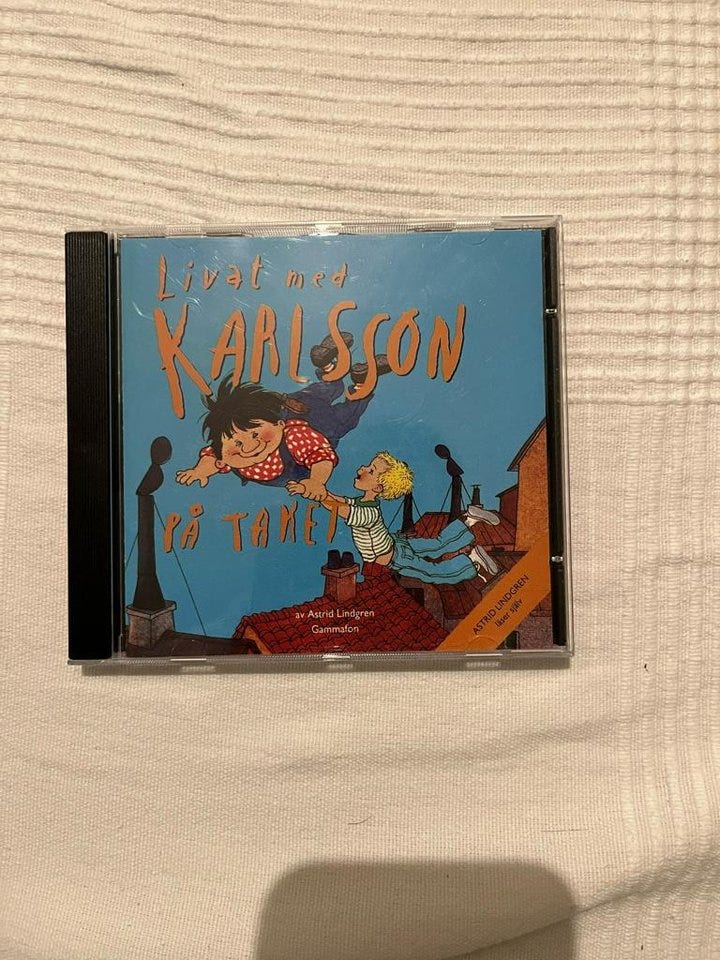 Livat med
KARLSSON
PÅ TAKET
av Astrid Lindgren
Gammafon
ASTRID LINDGREN
läser själv